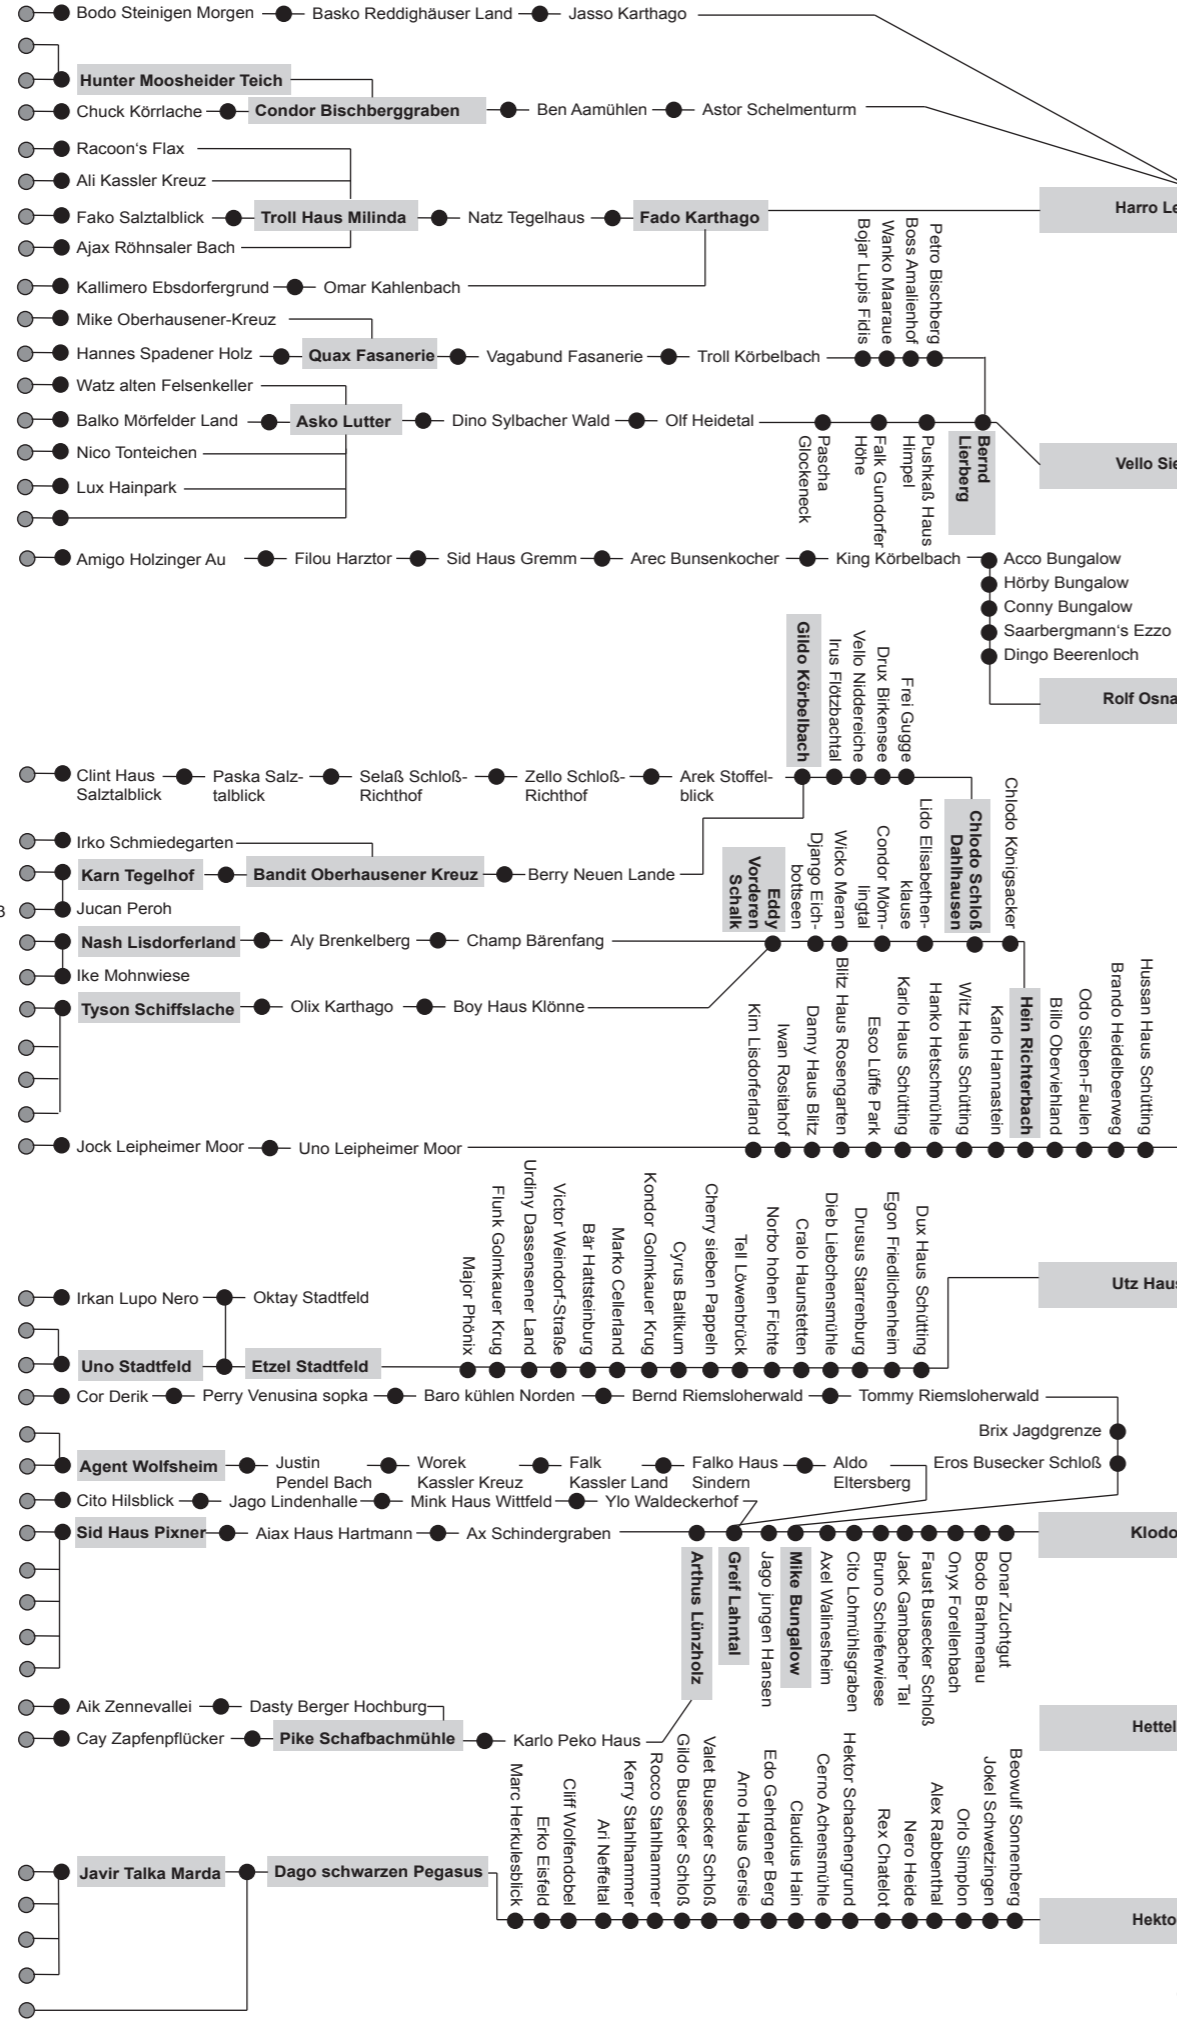 Bodo Steinigen Morgen
Basko Reddighäuser Land
Jasso Karthago
Hunter Moosheider Teich
Chuck Körrlache
Condor Bischberggraben
Ben Aamühlen
Astor Schelmenturm
Racoon's Flax
Ali Kassler Kreuz
Harro Le
Fako Salztalblick
Troll Haus Milinda
Natz Tegelhaus
Fado Karthago
Ajax Röhnsaler Bach
Bojar Lupis Fidis
Wanko Maaraue
Boss Amalienhof
Petro Bischberg
Kallimero Ebsdorfergrund
Omar Kahlenbach
Mike Oberhausener-Kreuz
Hannes Spadener Holz
Quax Fasanerie
Vagabund Fasanerie
Troll Körbelbach
Watz alten Felsenkeller
Balko Mörfelder Land
Asko Lutter
Dino Sylbacher Wald
Olf Heidetal
Pascha
Glockeneck
Falk Gundorfer
Höhe
Pushkaß Haus
Himpel
Bernd
Lierberg
Nico Tonteichen
Vello Sie
Lux Hainpark
Amigo Holzinger Au
Filou Harztor
Sid Haus Gremm
Arec Bunsenkocher
King Körbelbach
Acco Bungalow
Hörby Bungalow
Conny Bungalow
Saarbergmann's Ezzo
Dingo Beerenloch
Rolf Osna
Gildo Körbelbach
Irus Flötzbachtal
Vello Niddereiche
Drux Birkensee
Frei Gugge
Clint Haus
Salztalblick
Paska Salz-
talblick
Selaß Schloß-
Richthof
Zello Schloß-
Richthof
Arek Stoffel-
blick
Irko Schmiedegarten
Karn Tegelhof
Bandit Oberhausener Kreuz
Berry Neuen Lande
3
Jucan Peroh
Eddy
Vorderen
Schalk
Django Eich-
bottseen
Wicko Meran
Condor Möm-
lingtal
Lido Elisabethen-
klause
Chlodo Schloß
Dahlhausen
Chlodo Königsacker
Nash Lisdorferland
Aly Brenkelberg
Champ Bärenfang
Ike Mohnwiese
Tyson Schiffslache
Olix Karthago
Boy Haus Klönne
Kim Lisdorferland
Iwan Rositahof
Danny Haus Blitz
Blitz Haus Rosengarten
Esco Lüffe Park
Karlo Haus Schütting
Hanko Hetschmühle
Witz Haus Schütting
Karlo Hannastein
Hein Richterbach
Billo Oberviehland
Odo Sieben-Faulen
Brando Heidelbeerweg
Hussan Haus Schütting
Jock Leipheimer Moor
Uno Leipheimer Moor
Major Phönix
Flunk Golmkauer Krug
Urdiny Dassensener Land
Victor Weindorf-Straße
Bär Hattsteinburg
Marko Cellerland
Kondor Golmkauer Krug
Cyrus Baltikum
Cherry sieben Pappeln
Tell Löwenbrück
Norbo hohen Fichte
Cralo Haunstetten
Dieb Liebchensmühle
Drusus Starrenburg
Egon Friedlichenheim
Dux Haus Schütting
Utz Haus
Irkan Lupo Nero
Oktay Stadtfeld
Uno Stadtfeld
Etzel Stadtfeld
Cor Derik
Perry Venusina sopka
Baro kühlen Norden
Bernd Riemsloherwald
Tommy Riemsloherwald
Brix Jagdgrenze
Eros Busecker Schloß
Agent Wolfsheim
Justin
Pendel Bach
Worek
Kassler Kreuz
Falk
Kassler Land
Falko Haus
Sindern
Aldo
Eltersberg
Cito Hilsblick
Jago Lindenhalle
Mink Haus Wittfeld
Ylo Waldeckerhof
Sid Haus Pixner
Aiax Haus Hartmann
Ax Schindergraben
Klodo
Arthus Lünzholz
Greif Lahntal
Jago jungen Hansen
Mike Bungalow
Axel Walinesheim
Cito Lohmühlsgraben
Bruno Schieferwiese
Jack Gambacher Tal
Faust Busecker Schloß
Onyx Forellenbach
Bodo Brahmenau
Donar Zuchtgut
Aik Zennevallei
Dasty Berger Hochburg
Cay Zapfenpflücker
Pike Schafbachmühle
Karlo Peko Haus
Hettel
Marc Herkulesblick
Erko Eisfeld
Cliff Wolfendobel
Ari Neffeltal
Kerry Stahlhammer
Rocco Stahlhammer
Gildo Busecker Schloß
Valet Busecker Schloß
Arno Haus Gersie
Edo Gehrdener Berg
Claudius Hain
Cerno Achensmühle
Hektor Schachengrund
Rex Chatelot
Nero Heide
Alex Rabbenthal
Orlo Simplon
Jokel Schwetzingen
Beowulf Sonnenberg
Javir Talka Marda
Dago schwarzen Pegasus
Hekto